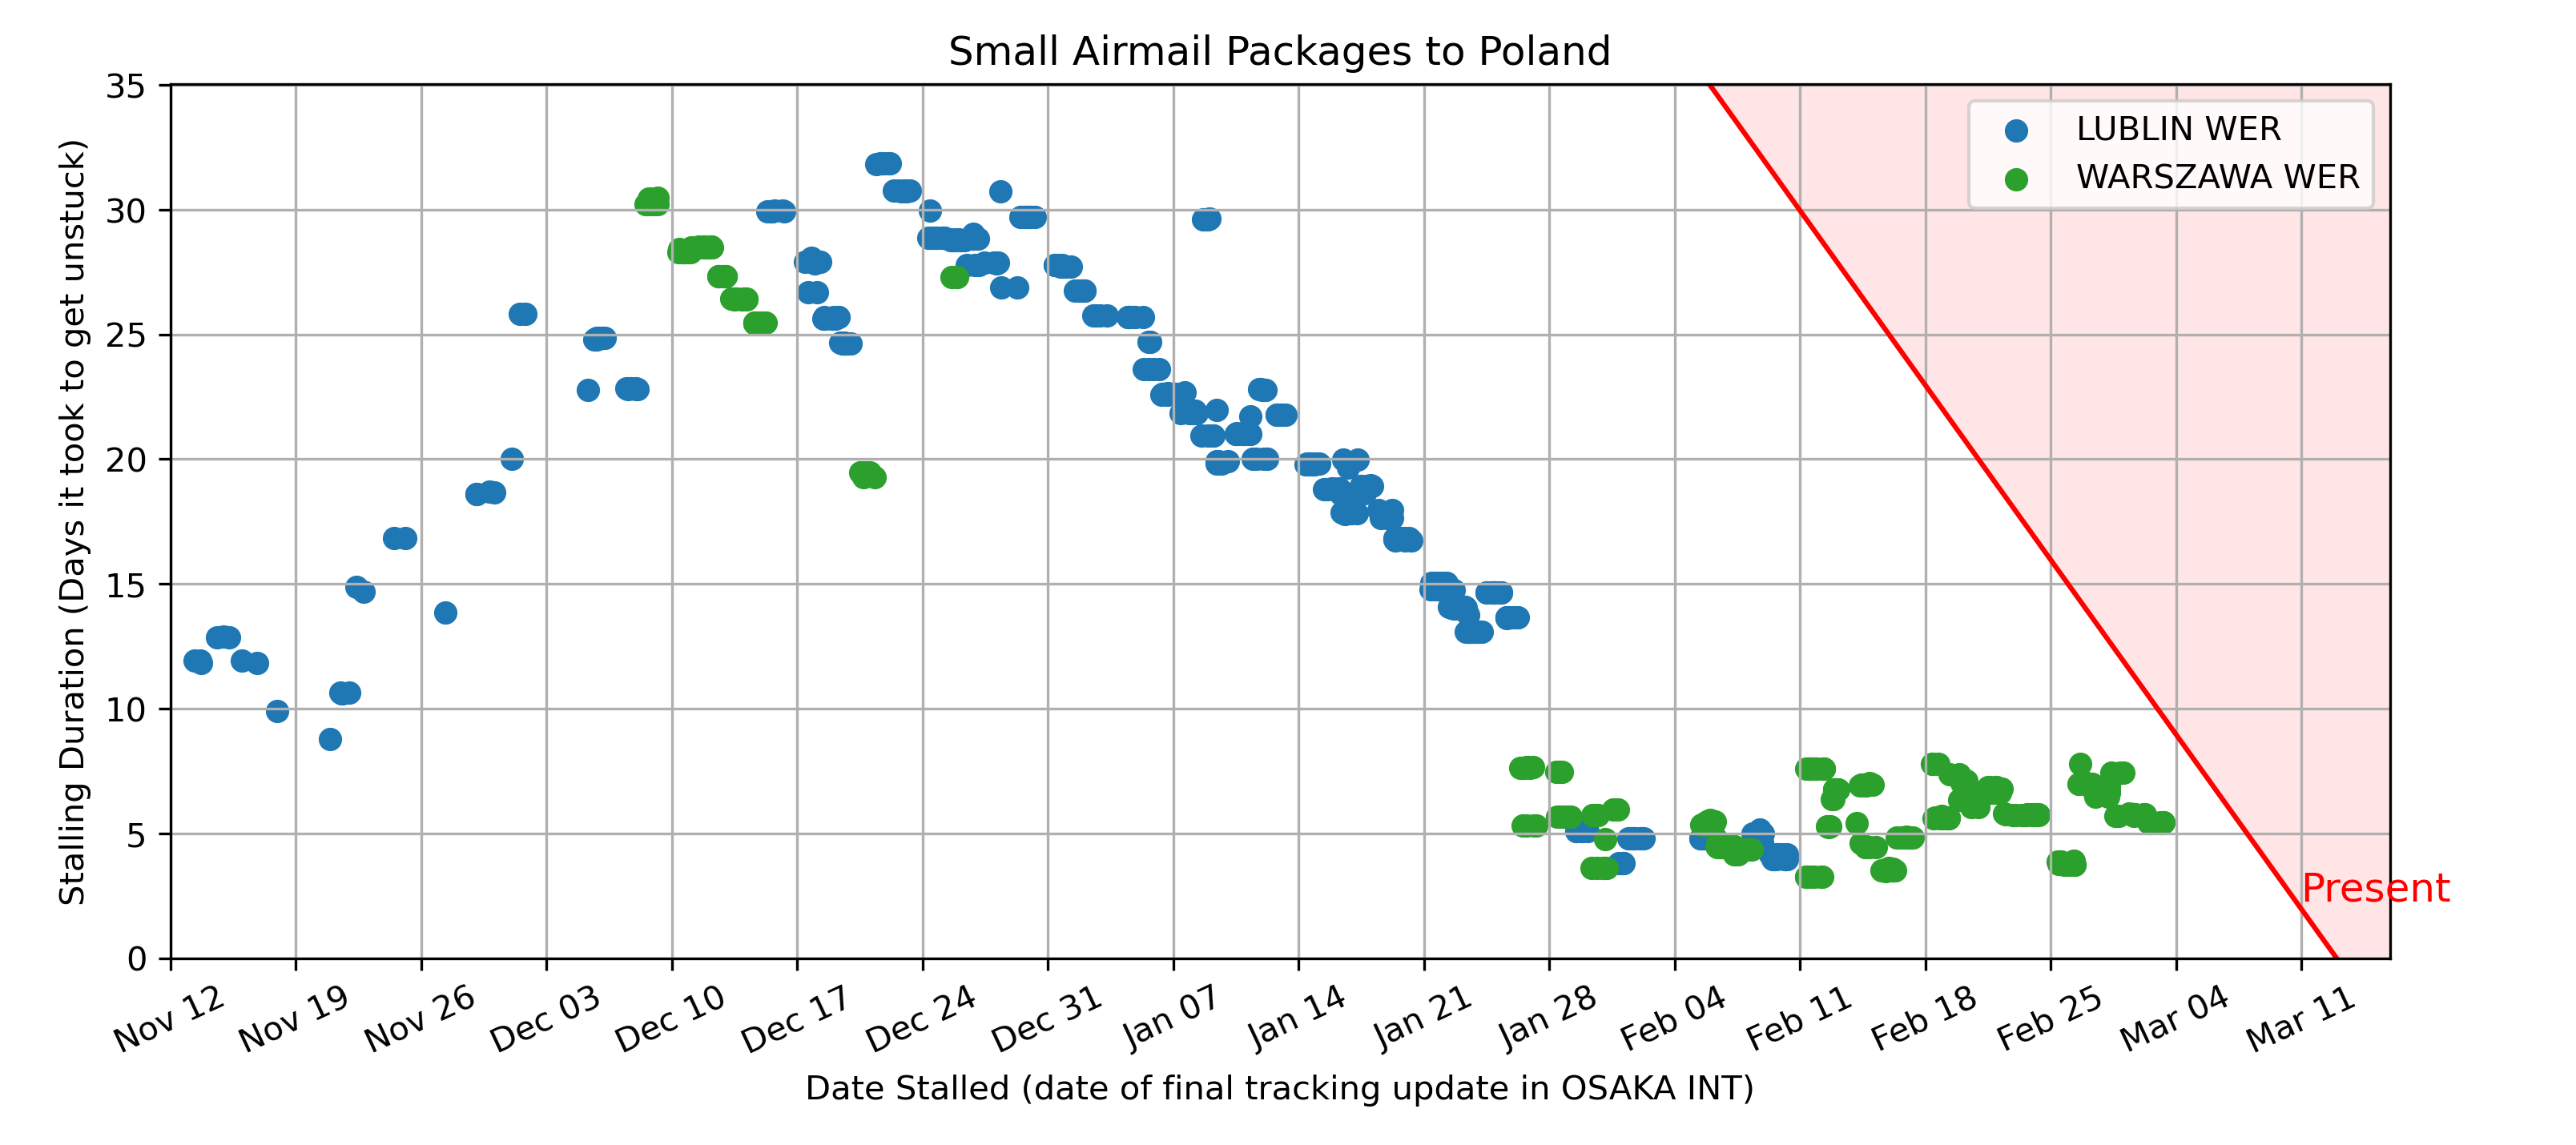 Small Airmail Packages to Poland
LUBLIN WER
WARSZAWA WER
Stalling Duration (Days it took to get unstuck)
35
30
25
20
15
10
5
0
Present
Nov 12
Nov 19
Nov 26
Dec 03
Dec 10
Dec 17
Dec 24
Dec 31
Jan 07
Jan 14
Jan 21
Jan 28
Feb 04
Feb 11
Feb 18
Feb 25
Mar 04
Mar 11
Date Stalled (date of final tracking update in OSAKA INT)